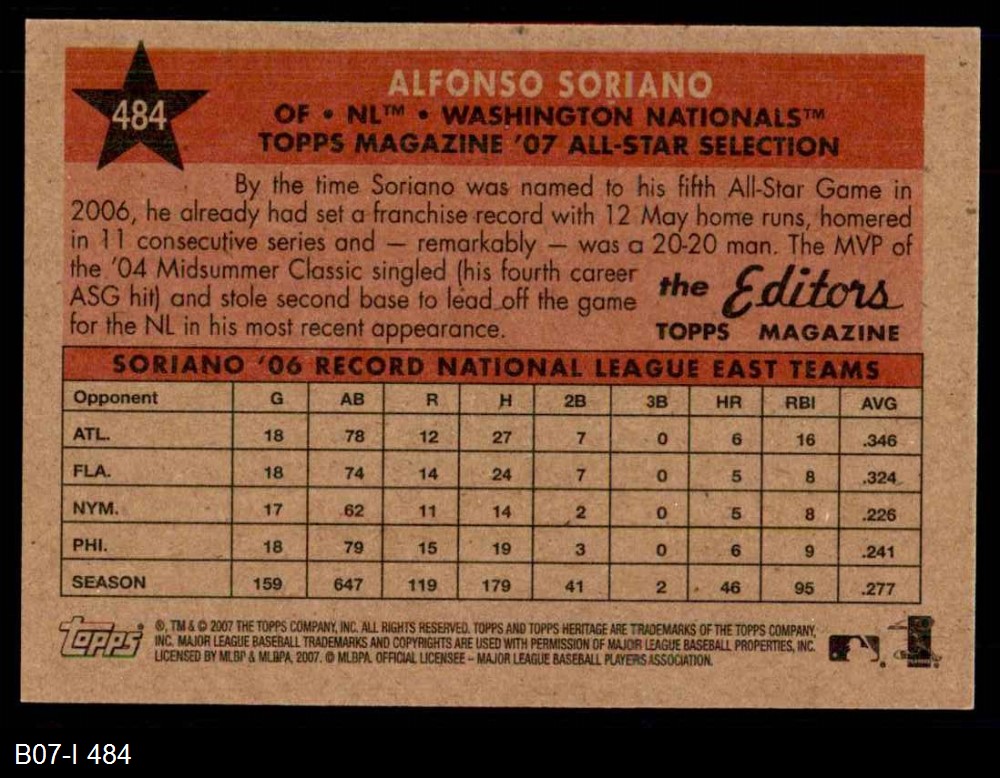 484
ALFONSO SORIANO
OF • NL™ • WASHINGTON NATIONALS™
TOPPS MAGAZINE '07 ALL-STAR SELECTION
By the time Soriano was named to his fifth All-Star Game in
2006, he already had set a franchise record with 12 May home runs, homered
in 11 consecutive series and — remarkably — was a 20-20 man. The MVP of
the '04 Midsummer Classic singled (his fourth career
ASG hit) and stole second base to lead off the game
for the NL in his most recent appearance.
the Editors
TOPPS MAGAZINE
SORIANO '06 RECORD NATIONAL LEAGUE EAST TEAMS
Opponent G AB R H 2B 3B HR RBI AVG
ATL. 18 78 12 27 7 0 6 16 .346
FLA. 18 74 14 24 7 0 5 8 .324
NYM. 17 62 11 14 2 0 5 8 .226
PHI. 18 79 15 19 3 0 6 9 .241
SEASON 159 647 119 179 41 2 46 95 .277
Topps®
®, TM & © 2007 THE TOPPS COMPANY, INC. ALL RIGHTS RESERVED. TOPPS AND TOPPS HERITAGE ARE TRADEMARKS OF THE TOPPS COMPANY,
INC. MAJOR LEAGUE BASEBALL TRADEMARKS AND COPYRIGHTS ARE USED WITH PERMISSION OF MAJOR LEAGUE BASEBALL PROPERTIES, INC.
LICENSED BY MLBP & MLBPA, 2007. © MLBPA. OFFICIAL LICENSEE – MAJOR LEAGUE BASEBALL PLAYERS ASSOCIATION.
B07-I 484